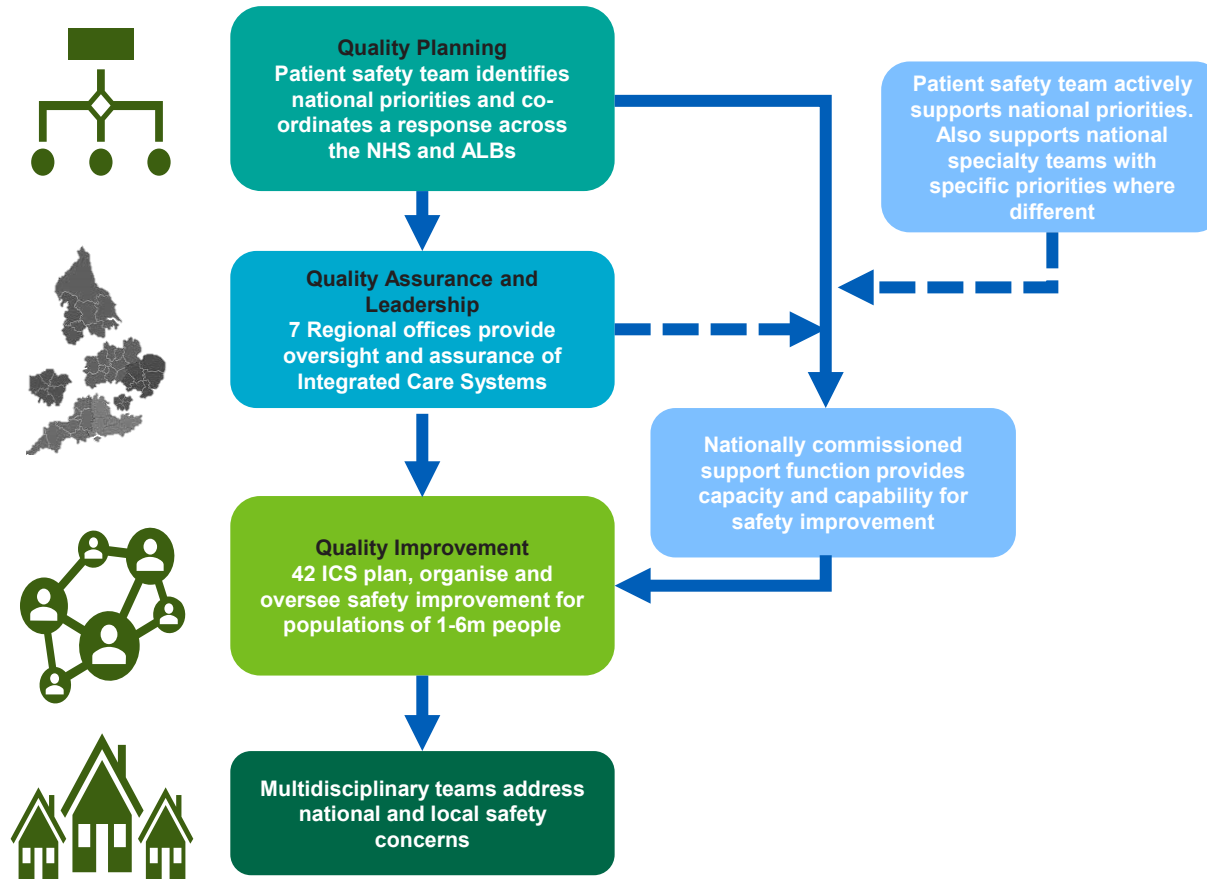 Quality Planning
Patient safety team identifies
national priorities and co-
ordinates a response across
the NHS and ALBs
Patient safety team actively
supports national priorities.
Also supports national
specialty teams with
specific priorities where
different
Quality Assurance and
Leadership
7 Regional offices provide
oversight and assurance of
Integrated Care Systems
Nationally commissioned
support function provides
capacity and capability for
safety improvement
Quality Improvement
42 ICS plan, organise and
oversee safety improvement for
populations of 1-6m people
Multidisciplinary teams address
national and local safety
concerns